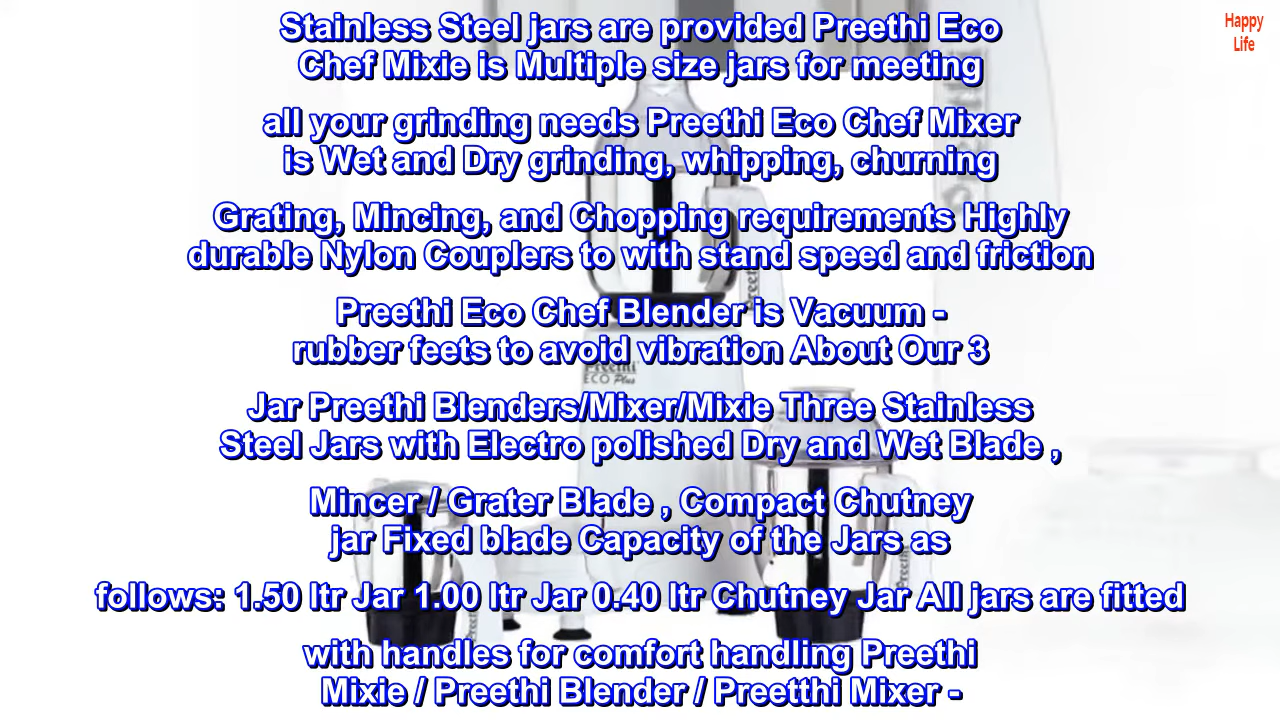 Happy
Life
Stainless Steel jars are provided Preethi Eco
Chef Mixie is Multiple size jars for meeting
all your grinding needs Preethi Eco Chef Mixer
is Wet and Dry grinding, whipping, churning
Grating, Mincing, and Chopping requirements Highly
durable Nylon Couplers to with stand speed and friction
Preethi Eco Chef Blender is Vacuum -
rubber feets to avoid vibration About Our 3
Preethi
ECO Plus
Jar Preethi Blenders/Mixer/Mixie Three Stainless
Steel Jars with Electro polished Dry and Wet Blade ,
Mincer / Grater Blade , Compact Chutney
jar Fixed blade Capacity of the Jars as
follows: 1.50 ltr Jar 1.00 ltr Jar 0.40 ltr Chutney Jar All jars are fitted
with handles for comfort handling Preethi
Mixie / Preethi Blender / Preetthi Mixer -